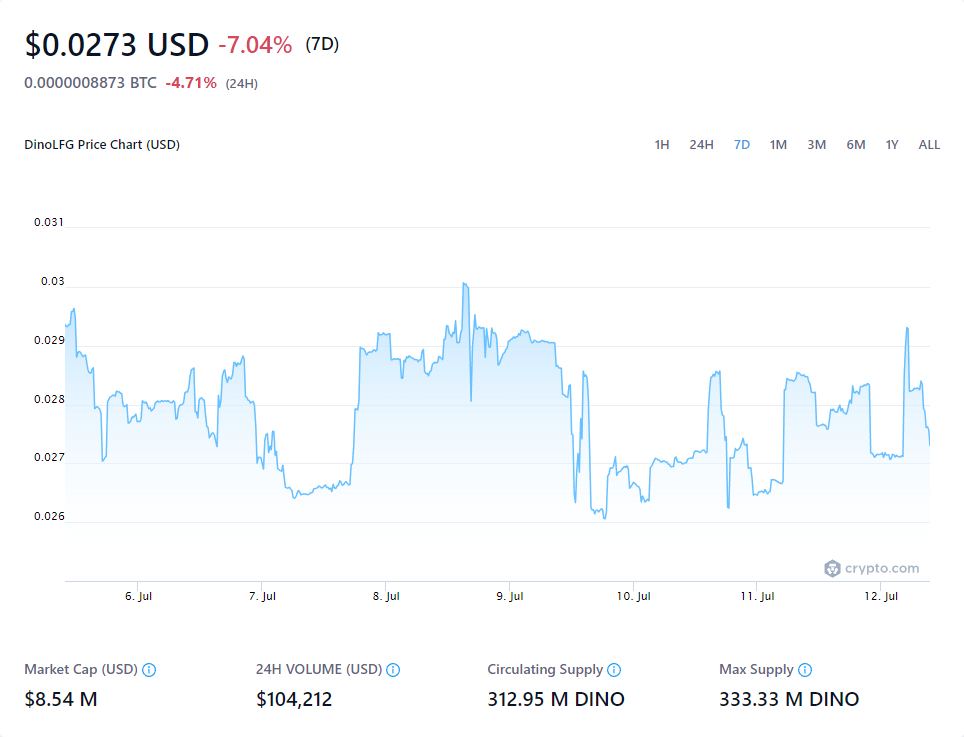 $0.0273 USD -7.04% (7D)
0.0000008873 BTC -4.71% (24H)
DinoLFG Price Chart (USD) 1H 24H 7D 1M 3M 6M 1Y ALL
0.031
0.03
0.029
0.028
0.027
0.026
crypto.com
6. Jul 7. Jul 8. Jul 9. Jul 10. Jul 11. Jul 12. Jul
Market Cap (USD) 24H VOLUME (USD) Circulating Supply Max Supply
$8.54 M $104,212 312.95 M DINO 333.33 M DINO